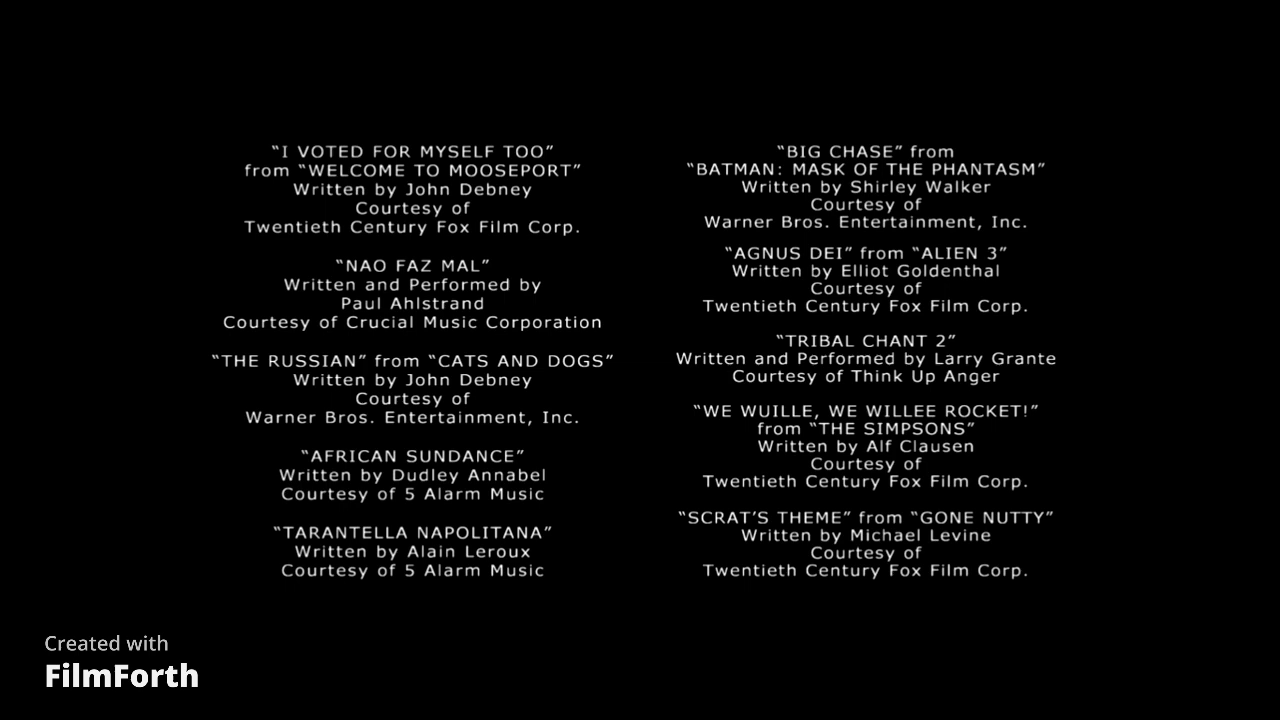 “I VOTED FOR MYSELF TOO”
from “WELCOME TO MOOSEPORT”
Written by John Debney
Courtesy of
Twentieth Century Fox Film Corp.
“NAO FAZ MAL”
Written and Performed by
Paul Ahlstrand
Courtesy of Crucial Music Corporation
“THE RUSSIAN” from “CATS AND DOGS”
Written by John Debney
Courtesy of
Warner Bros. Entertainment, Inc.
“AFRICAN SUNDANCE”
Written by Dudley Annabel
Courtesy of 5 Alarm Music
“TARANTELLA NAPOLITANA”
Written by Alain Leroux
Courtesy of 5 Alarm Music
“BIG CHASE” from
“BATMAN: MASK OF THE PHANTASM”
Written by Shirley Walker
Courtesy of
Warner Bros. Entertainment, Inc.
“AGNUS DEI” from “ALIEN 3”
Written by Elliot Goldenthal
Courtesy of
Twentieth Century Fox Film Corp.
“TRIBAL CHANT 2”
Written and Performed by Larry Grante
Courtesy of Think Up Anger
“WE WUILLE, WE WILLEE ROCKET!”
from “THE SIMPSONS”
Written by Alf Clausen
Courtesy of
Twentieth Century Fox Film Corp.
“SCRAT’S THEME” from “GONE NUTTY”
Written by Michael Levine
Courtesy of
Twentieth Century Fox Film Corp.
Created with
FilmForth